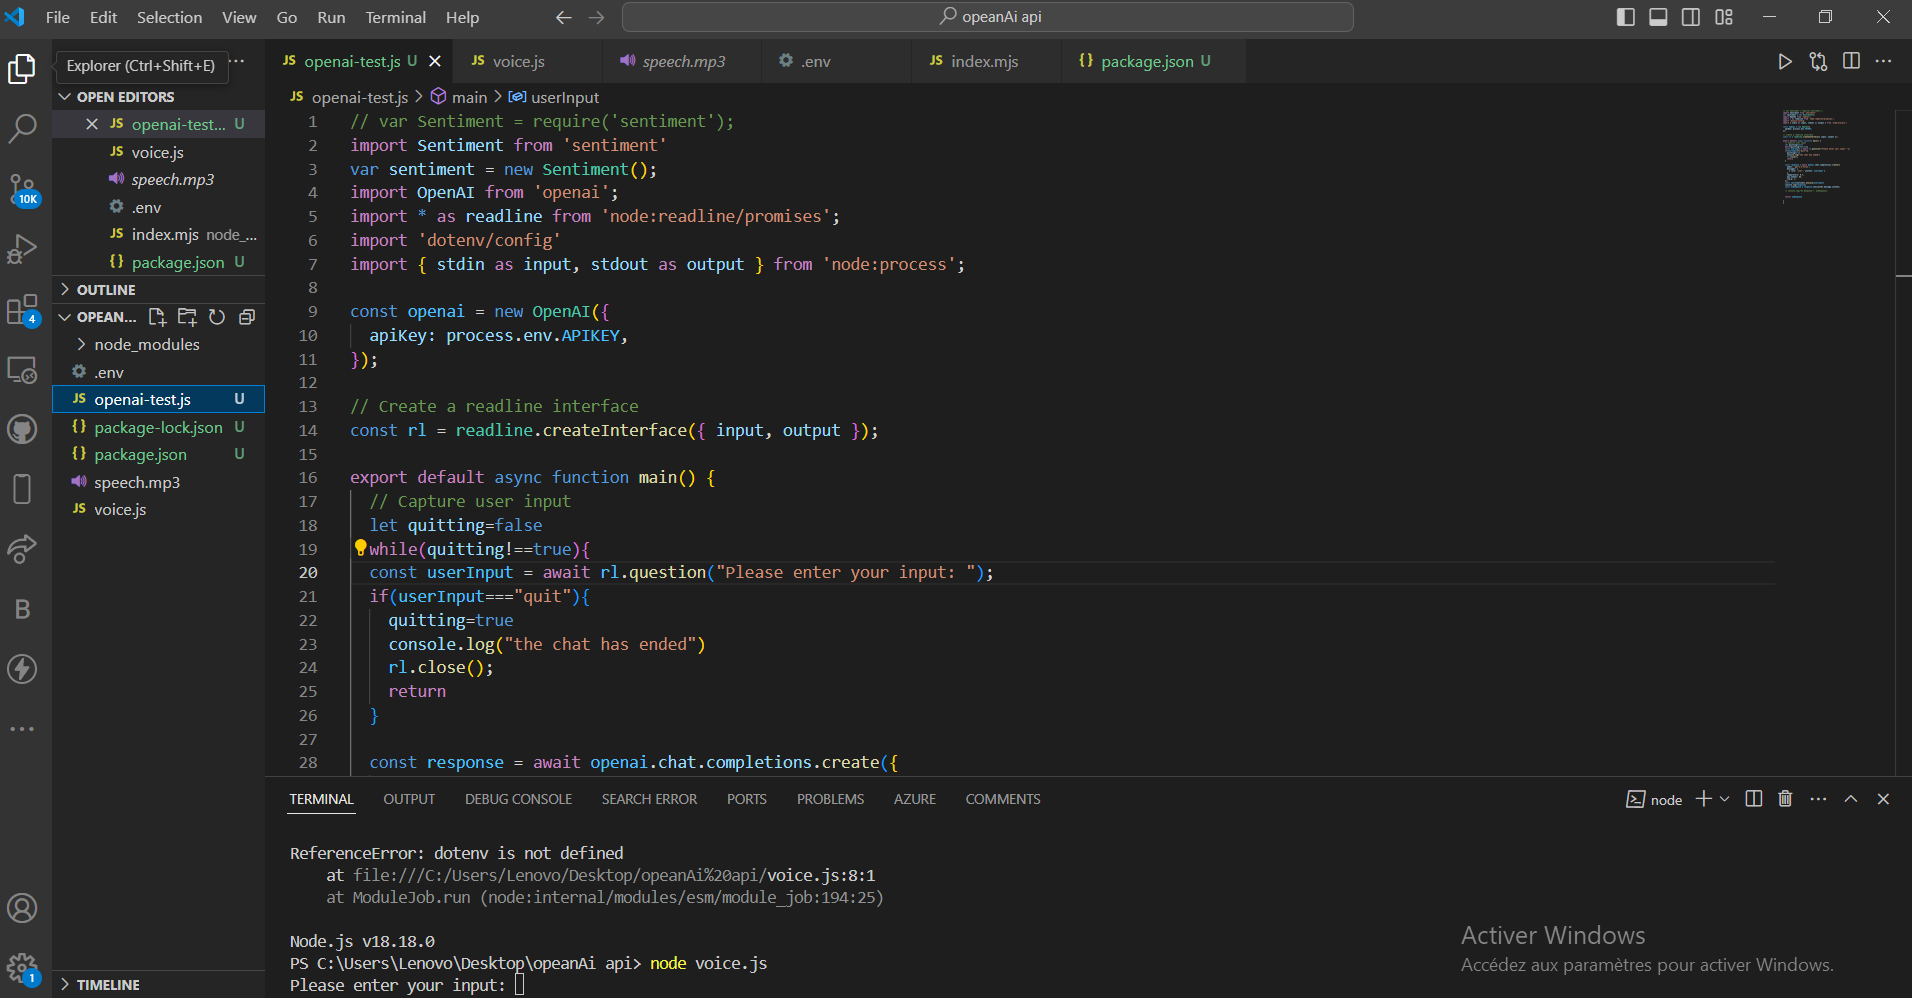 File Edit Selection View Go Run Terminal Help
opeanAi api
Explorer (Ctrl+Shift+E)
OPEN EDITORS
openai-test... U
voice.js
speech.mp3
.env
index.mjs node_...
package.json U
OUTLINE
OPEAN...
node_modules
.env
openai-test.js U
package-lock.json U
package.json U
speech.mp3
voice.js
TIMELINE
10K
4
B
1
JS openai-test.js U
JS voice.js
speech.mp3
.env
JS index.mjs
{} package.json U
JS openai-test.js > main > userInput
1 // var Sentiment = require('sentiment');
2 import Sentiment from 'sentiment'
3 var sentiment = new Sentiment();
4 import OpenAI from 'openai';
5 import * as readline from 'node:readline/promises';
6 import 'dotenv/config'
7 import { stdin as input, stdout as output } from 'node:process';
8
9 const openai = new OpenAI({
10 apiKey: process.env.APIKEY,
11 });
12
13 // Create a readline interface
14 const rl = readline.createInterface({ input, output });
15
16 export default async function main() {
17 // Capture user input
18 let quitting=false
19 while(quitting!==true){
20 const userInput = await rl.question("Please enter your input: ");
21 if(userInput==="quit"){
22 quitting=true
23 console.log("the chat has ended")
24 rl.close();
25 return
26 }
27
28 const response = await openai.chat.completions.create({
TERMINAL OUTPUT DEBUG CONSOLE SEARCH ERROR PORTS PROBLEMS AZURE COMMENTS
node
ReferenceError: dotenv is not defined
at file:///C:/Users/Lenovo/Desktop/opeanAi%20api/voice.js:8:1
at ModuleJob.run (node:internal/modules/esm/module_job:194:25)
Node.js v18.18.0
PS C:\Users\Lenovo\Desktop\opeanAi api> node voice.js
Please enter your input:
Activer Windows
Accédez aux paramètres pour activer Windows.